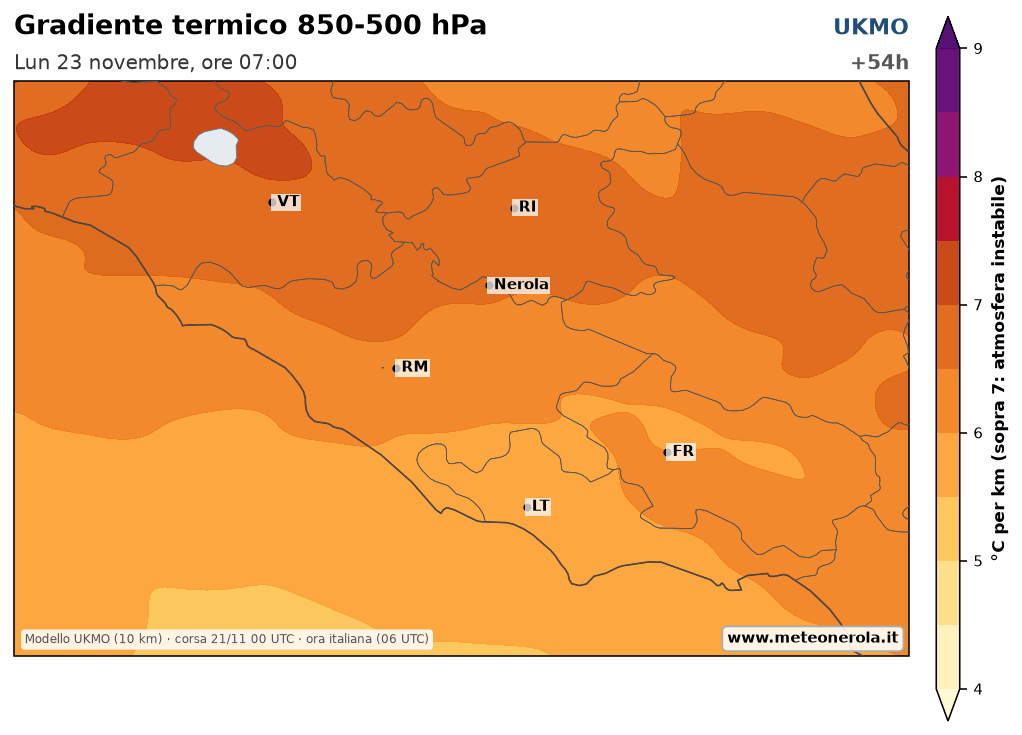 Gradiente termico 850-500 hPa
UKMO
Lun 23 novembre, ore 07:00
+54h
VT
RI
Nerola
RM
FR
LT
Modello UKMO (10 km) · corsa 21/11 00 UTC · ora italiana (06 UTC)
www.meteonerola.it
9
8
7
6
5
4
°C per km (sopra 7: atmosfera instabile)